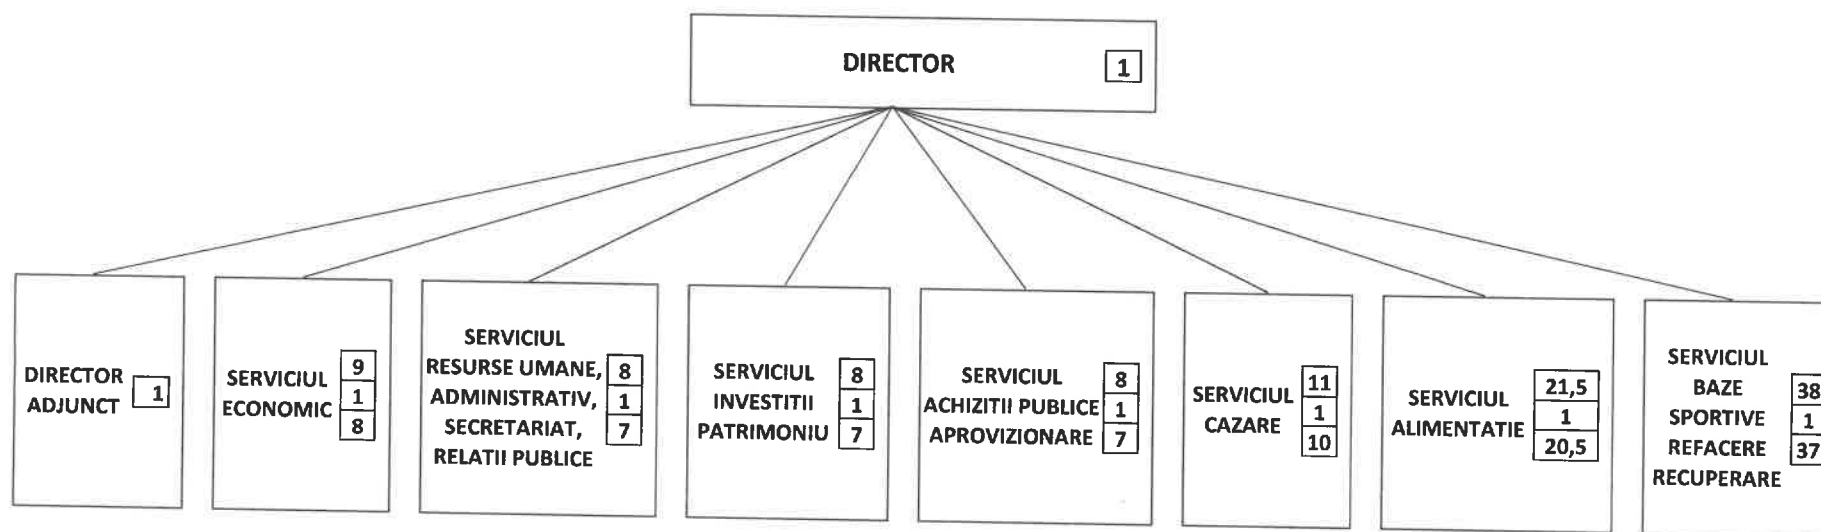 DIRECTOR 1
DIRECTOR
ADJUNCT
1
SERVICIUL
ECONOMIC
9
1
8
SERVICIUL
RESURSE UMANE,
ADMINISTRATIV,
SECRETARIAT,
RELATII PUBLICE
8
1
7
SERVICIUL
INVESTITII
PATRIMONIU
8
1
7
SERVICIUL
ACHIZITII PUBLICE
APROVIZIONARE
8
1
7
SERVICIUL
CAZARE
11
1
10
SERVICIUL
ALIMENTATIE
21,5
1
20,5
SERVICIUL
BAZE
SPORTIVE
REFACERE
RECUPERARE
38
1
37